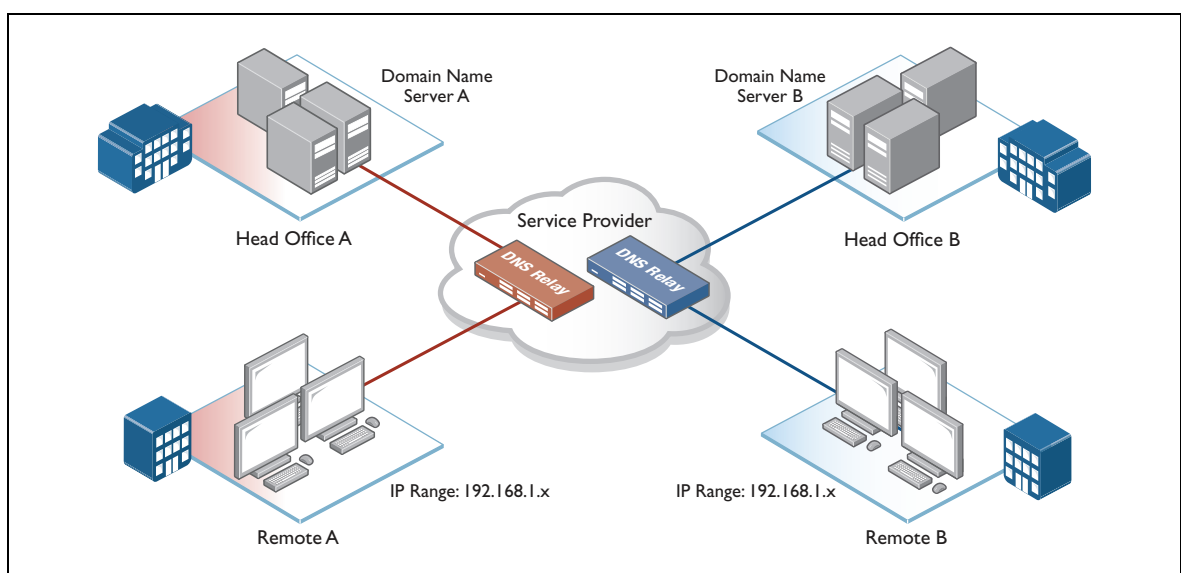 Domain Name
Server A
Domain Name
Server B
Head Office A
Service Provider
Head Office B
DNS Relay
DNS Relay
IP Range: 192.168.1.x
IP Range: 192.168.1.x
Remote A
Remote B